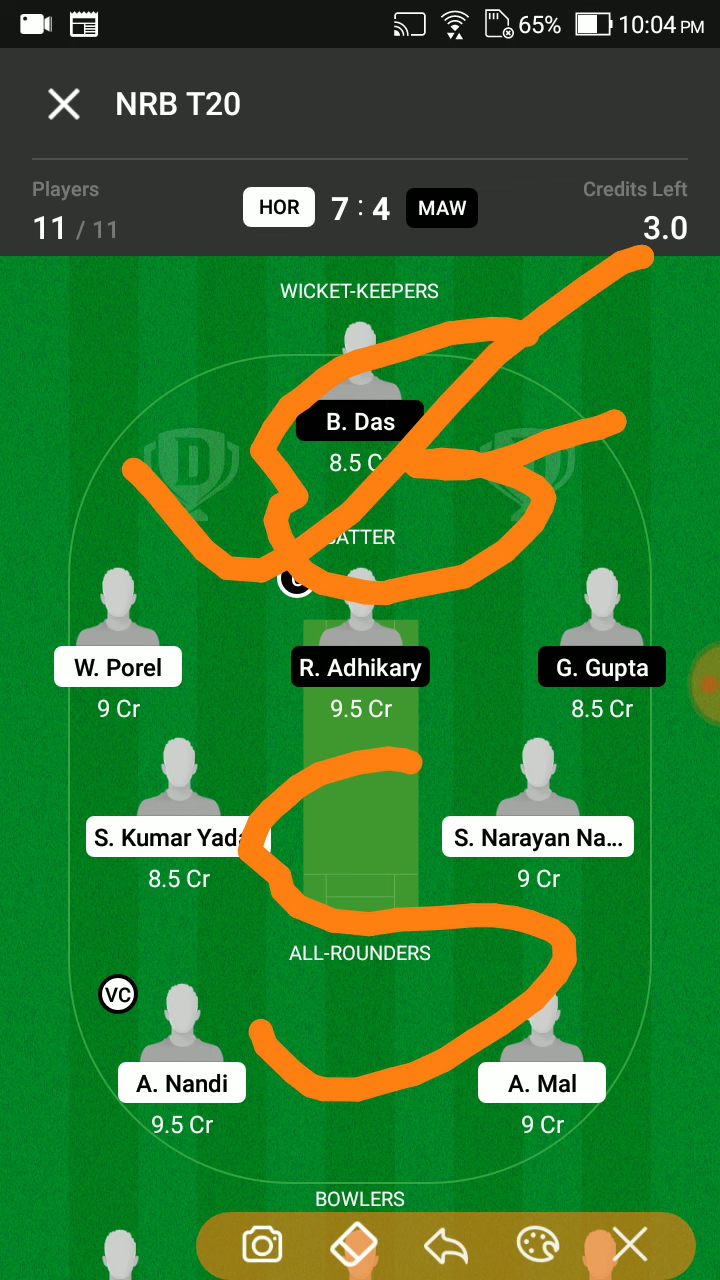 65% 10:04 PM
NRB T20
Players Credits Left
HOR 7 : 4 MAW
11 / 11 3.0
WICKET-KEEPERS
B. Das
8.5 C
BATTER
W. Porel R. Adhikary G. Gupta
9 Cr 9.5 Cr 8.5 Cr
S. Kumar Yada S. Narayan Na...
8.5 Cr 9 Cr
ALL-ROUNDERS
VC
A. Nandi A. Mal
9.5 Cr 9 Cr
BOWLERS